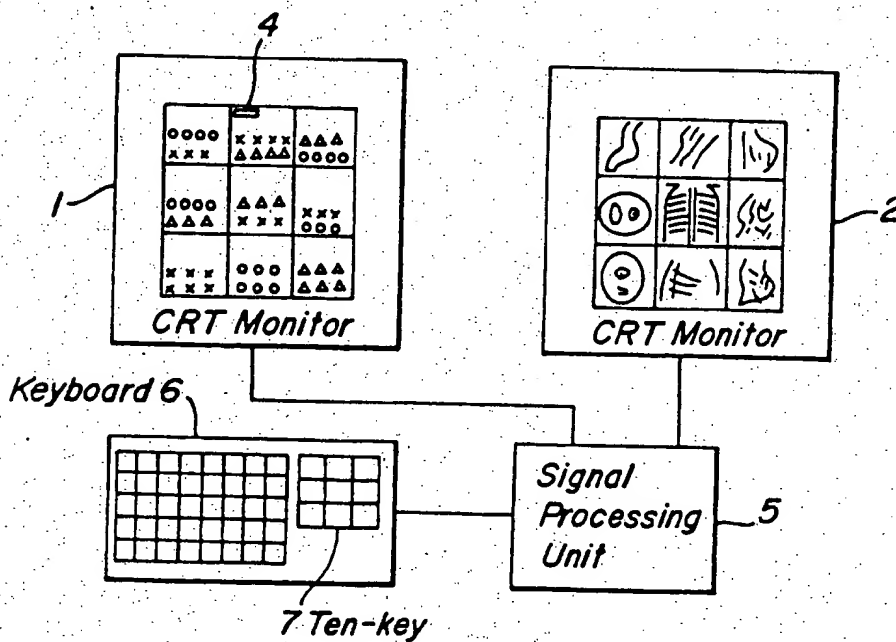 4
1
CRT Monitor
2
CRT Monitor
Keyboard 6
Signal
Processing
Unit
5
7 Ten-key